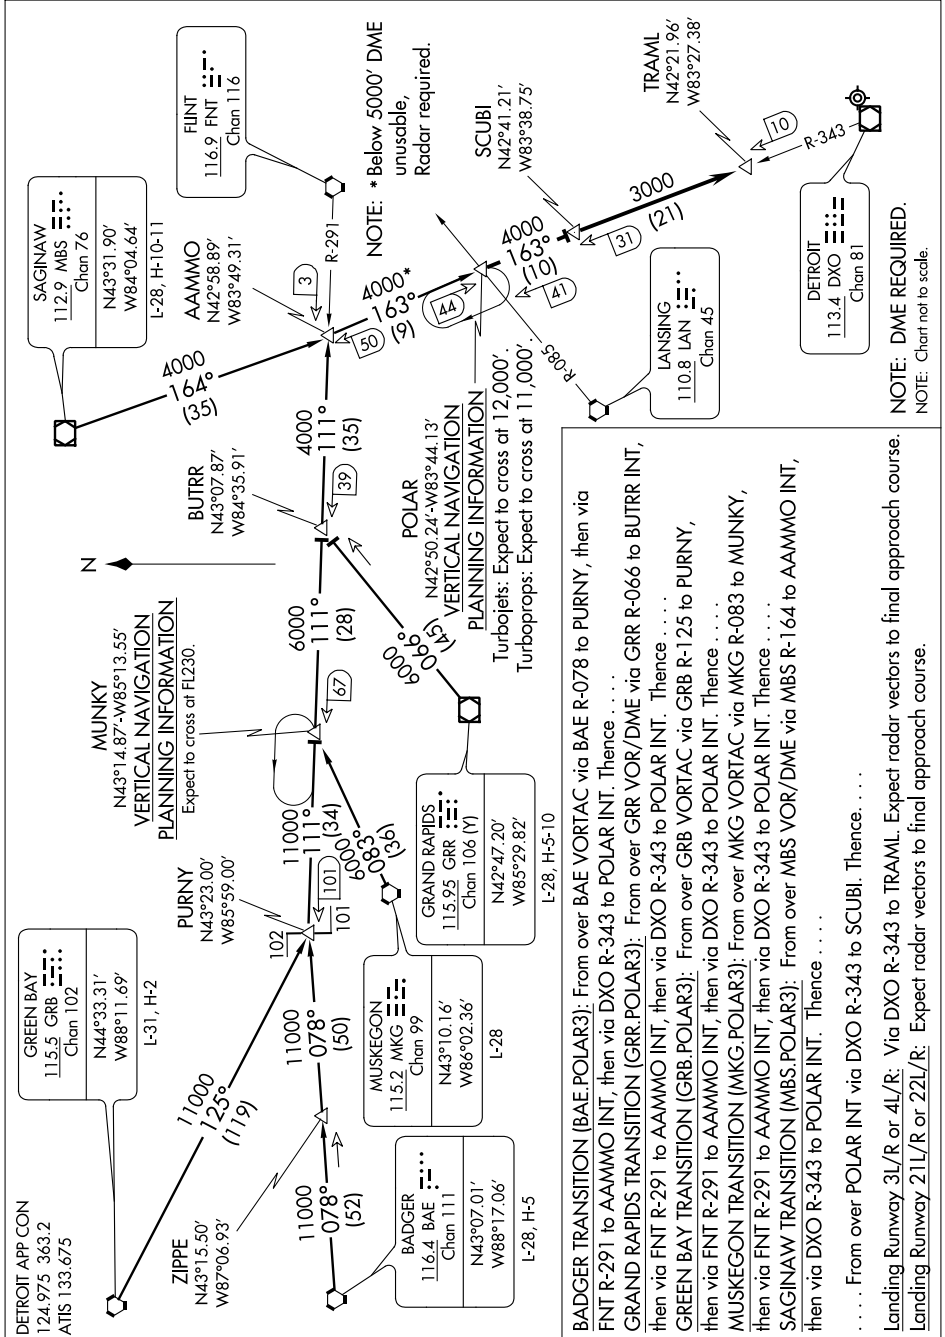 DETROIT APP CON
124.975 363.2
ATIS 133.675
GREEN BAY
115.5 GRB
Chan 102
N44°33.31'
W88°11.69'
L-31, H-2
11000
125°
(119)
ZIPPE
N43°15.50'
W87°06.93'
11000
078°
(52)
BADGER
116.4 BAE
Chan 111
N43°07.01'
W88°17.06'
L-28, H-5
11000
078°
(50)
PURNY
N43°23.00'
W85°59.00'
102
101
101
MUSKEGON
115.2 MKG
Chan 99
N43°10.16'
W86°02.36'
L-28
11000
111°
(34)
6000
083°
(36)
MUNKY
N43°14.87'-W85°13.55'
VERTICAL NAVIGATION
PLANNING INFORMATION
Expect to cross at FL230.
67
N
6000
111°
(28)
GRAND RAPIDS
115.95 GRR
Chan 106 (Y)
N42°47.20'
W85°29.82'
L-28, H-5-10
6000
066°
(45)
BUTRR
N43°07.87'
W84°35.91'
39
4000
111°
(35)
SAGINAW
112.9 MBS
Chan 76
N43°31.90'
W84°04.64'
L-28, H-10-11
4000
164°
(35)
AAMMO
N42°58.89'
W83°49.31'
3
R-291
FLINT
116.9 FNT
Chan 116
NOTE: * Below 5000' DME
unusable,
Radar required.
50
4000*
163°
(9)
44
POLAR
N42°50.24'-W83°44.13'
VERTICAL NAVIGATION
PLANNING INFORMATION
Turbojets: Expect to cross at 12,000'.
Turboprops: Expect to cross at 11,000'.
R-085
LANSING
110.8 LAN
Chan 45
4000
163°
(10)
41
SCUBI
N42°41.21'
W83°38.75'
31
3000
(21)
TRAML
N42°21.96'
W83°27.38'
10
R-343
DETROIT
113.4 DXO
Chan 81
NOTE: DME REQUIRED.
NOTE: Chart not to scale.
BADGER TRANSITION (BAE.POLAR3): From over BAE VORTAC via BAE R-078 to PURNY, then via
FNT R-291 to AAMMO INT, then via DXO R-343 to POLAR INT. Thence . . . .
GRAND RAPIDS TRANSITION (GRR.POLAR3): From over GRR VOR/DME via GRR R-066 to BUTRR INT,
then via FNT R-291 to AAMMO INT, then via DXO R-343 to POLAR INT. Thence . . . .
GREEN BAY TRANSITION (GRB.POLAR3): From over GRB VORTAC via GRB R-125 to PURNY,
then via FNT R-291 to AAMMO INT, then via DXO R-343 to POLAR INT. Thence . . . .
MUSKEGON TRANSITION (MKG.POLAR3): From over MKG VORTAC via MKG R-083 to MUNKY,
then via FNT R-291 to AAMMO INT, then via DXO R-343 to POLAR INT. Thence . . . .
SAGINAW TRANSITION (MBS.POLAR3): From over MBS VOR/DME via MBS R-164 to AAMMO INT,
then via DXO R-343 to POLAR INT. Thence . . . .
. . . . From over POLAR INT via DXO R-343 to SCUBI. Thence. . . .
Landing Runway 3L/R or 4L/R: Via DXO R-343 to TRAML. Expect radar vectors to final approach course.
Landing Runway 21L/R or 22L/R: Expect radar vectors to final approach course.